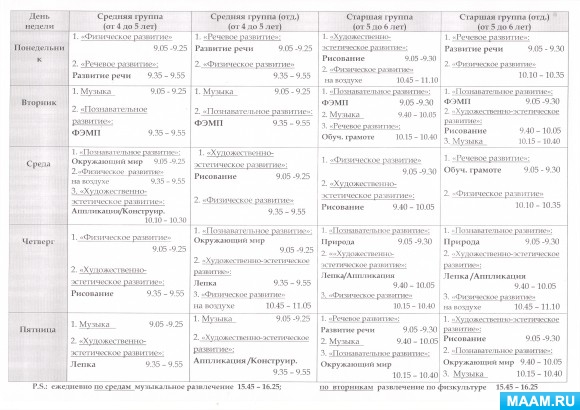 День недели
Средняя группа (от 4 до 5 лет)
Средняя группа (отд.) (от 4 до 5 лет)
Старшая группа (от 5 до 6 лет)
Старшая группа (отд.) (от 5 до 6 лет)
Понедельник
1. «Физическое развитие»
9.05 -9.25
2. «Речевое развитие»:
Развитие речи 9.35 – 9.55
1. «Речевое развитие»:
Развитие речи 9.05 -9.25
2. «Физическое развитие»
9.35 – 9.55
1. «Художественно-
эстетическое развитие»:
Рисование 9.05 -9.30
2. «Физическое развитие»
на воздухе 10.45 – 11.10
1. «Речевое развитие»:
Развитие речи 9.05 - 9.30
2. «Физическое развитие»
10.10 – 10.35
Вторник
1. Музыка 9.05 - 9.25
2. «Познавательное
развитие»:
ФЭМП 9.35 – 9.55
1. Музыка 9.05 - 9.25
2. «Познавательное развитие»:
ФЭМП 9.35 – 9.55
1. «Познавательное развитие»:
ФЭМП 9.05-9.30
2. Музыка 9.40 – 10.05
3. «Речевое развитие»:
Обуч. грамоте 10.15 – 10.40
1. «Познавательное развитие»:
ФЭМП 9.05-9.30
2. «Художественно-эстетическое
развитие»:
Рисование 9.40 – 10.05
3. Музыка 10.15 – 10.40
Среда
1. «Познавательное развитие»:
Окружающий мир 9.05 -9.25
2. «Физическое развитие»
на воздухе 9.35 – 9.55
3. «Художественно-
эстетическое развитие»:
Аппликация/Констру​ир.
10.10 – 10.30
1. «Художественно-
эстетическое развитие»:
Рисование 9.05 -9.25
2. «Физическое развитие»
9.35 – 9.55
1. «Физическое развитие»
9.05 -9.30
2. «Художественно-
эстетическое развитие»:
Рисование 9.40 – 10.05
1. «Речевое развитие»:
Обуч. грамоте 9.05 - 9.30
2. «Физическое развитие»
10.10 – 10.35
Четверг
1. «Физическое развитие»
9.05 -9.25
2. «Художественно-
эстетическое развитие»:
Рисование 9.35 – 9.55
1. «Познавательное развитие»:
Окружающий мир 9.05 -9.25
2. «Художественно-эстетическое
развитие»:
Лепка 9.35 – 9.55
3. «Физическое развитие»
на воздухе 10.45 – 11.05
1. «Познавательное развитие»:
Природа 9.05 -9.30
2. «Художественно-эстетическое
развитие»:
Лепка/Аппликация
9.40 – 10.05
3. «Физическое развитие»
10.15 – 10.40
1. «Познавательное развитие»:
Природа 9.05 -9.30
2. «Художественно-эстетическое
развитие»:
Лепка /Аппликация
9.40 – 10.05
3. «Физическое развитие»
на воздухе 10.45 – 11.10
Пятница
1. Музыка 9.05 -9.25
2. «Художественно-
эстетическое развитие»:
Лепка 9.35 – 9.55
1. Музыка 9.05 -9.25
2. «Художественно-эстетическое
развитие»:
Аппликация /Конструир.
9.35 – 9.55
1. «Речевое развитие»:
Развитие речи 9.05 -9.30
2. Музыка 9.40 – 10.05
3. «Познавательное развитие»:
Окружающий мир
10.15 – 10.40
1. «Художественно-эстетическое
развитие»:
Рисование 9.05 -9.30
2. «Познавательное развитие»:
Окружающий мир 9.40 – 10.05
3. Музыка 10.15 – 10.40
P.S.: ежедневно по средам музыкальное развлечение 15.45 – 16.25; по вторникам развлечение по физкультуре 15.45 – 16.25
MAAM.RU